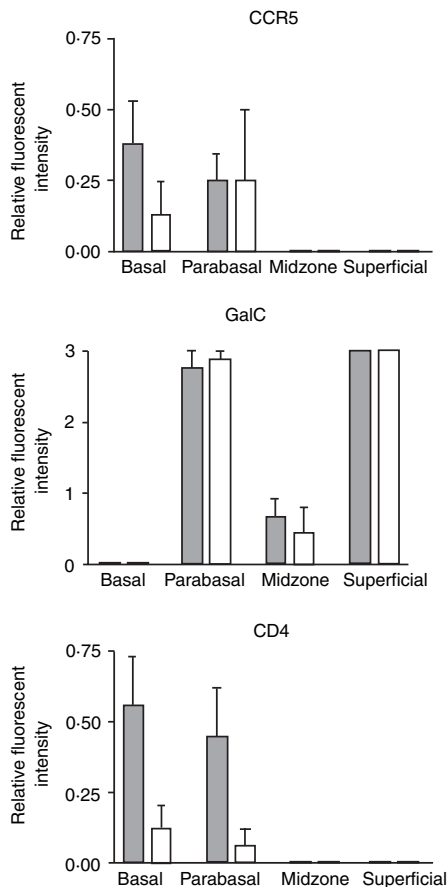 CCR5
Relative fluorescent
intensity
0·75
0·50
0·25
0·00
Basal Parabasal Midzone Superficial
GalC
Relative fluorescent
intensity
3
2
1
0
Basal Parabasal Midzone Superficial
CD4
Relative fluorescent
intensity
0·75
0·50
0·25
0·00
Basal Parabasal Midzone Superficial